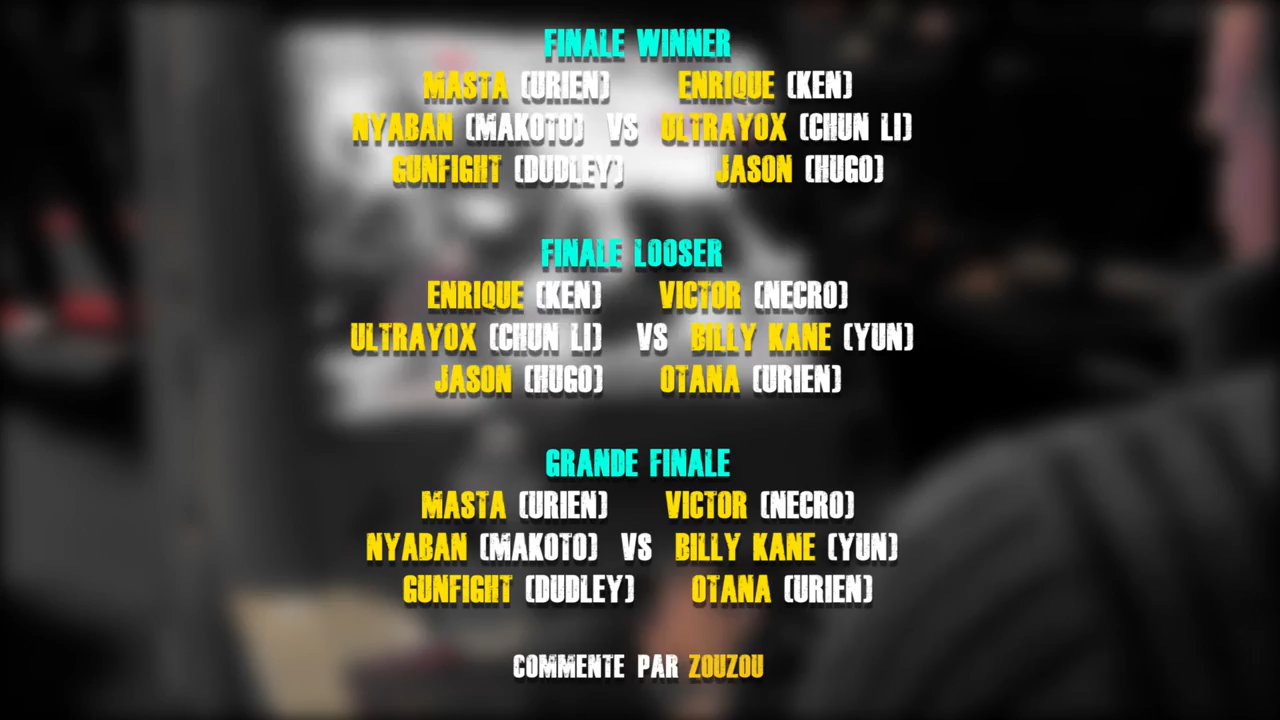 FINALE WINNER
MASTA (URIEN) ENRIQUE (KEN)
NYABAN (MAKOTO) VS ULTRAYOX (CHUN LI)
GUNFIGHT (DUDLEY) JASON (HUGO)
FINALE LOOSER
ENRIQUE (KEN) VICTOR (NECRO)
ULTRAYOX (CHUN LI) VS BILLY KANE (YUN)
JASON (HUGO) OTANA (URIEN)
GRANDE FINALE
MASTA (URIEN) VICTOR (NECRO)
NYABAN (MAKOTO) VS BILLY KANE (YUN)
GUNFIGHT (DUDLEY) OTANA (URIEN)
COMMENTE PAR ZOUZOU